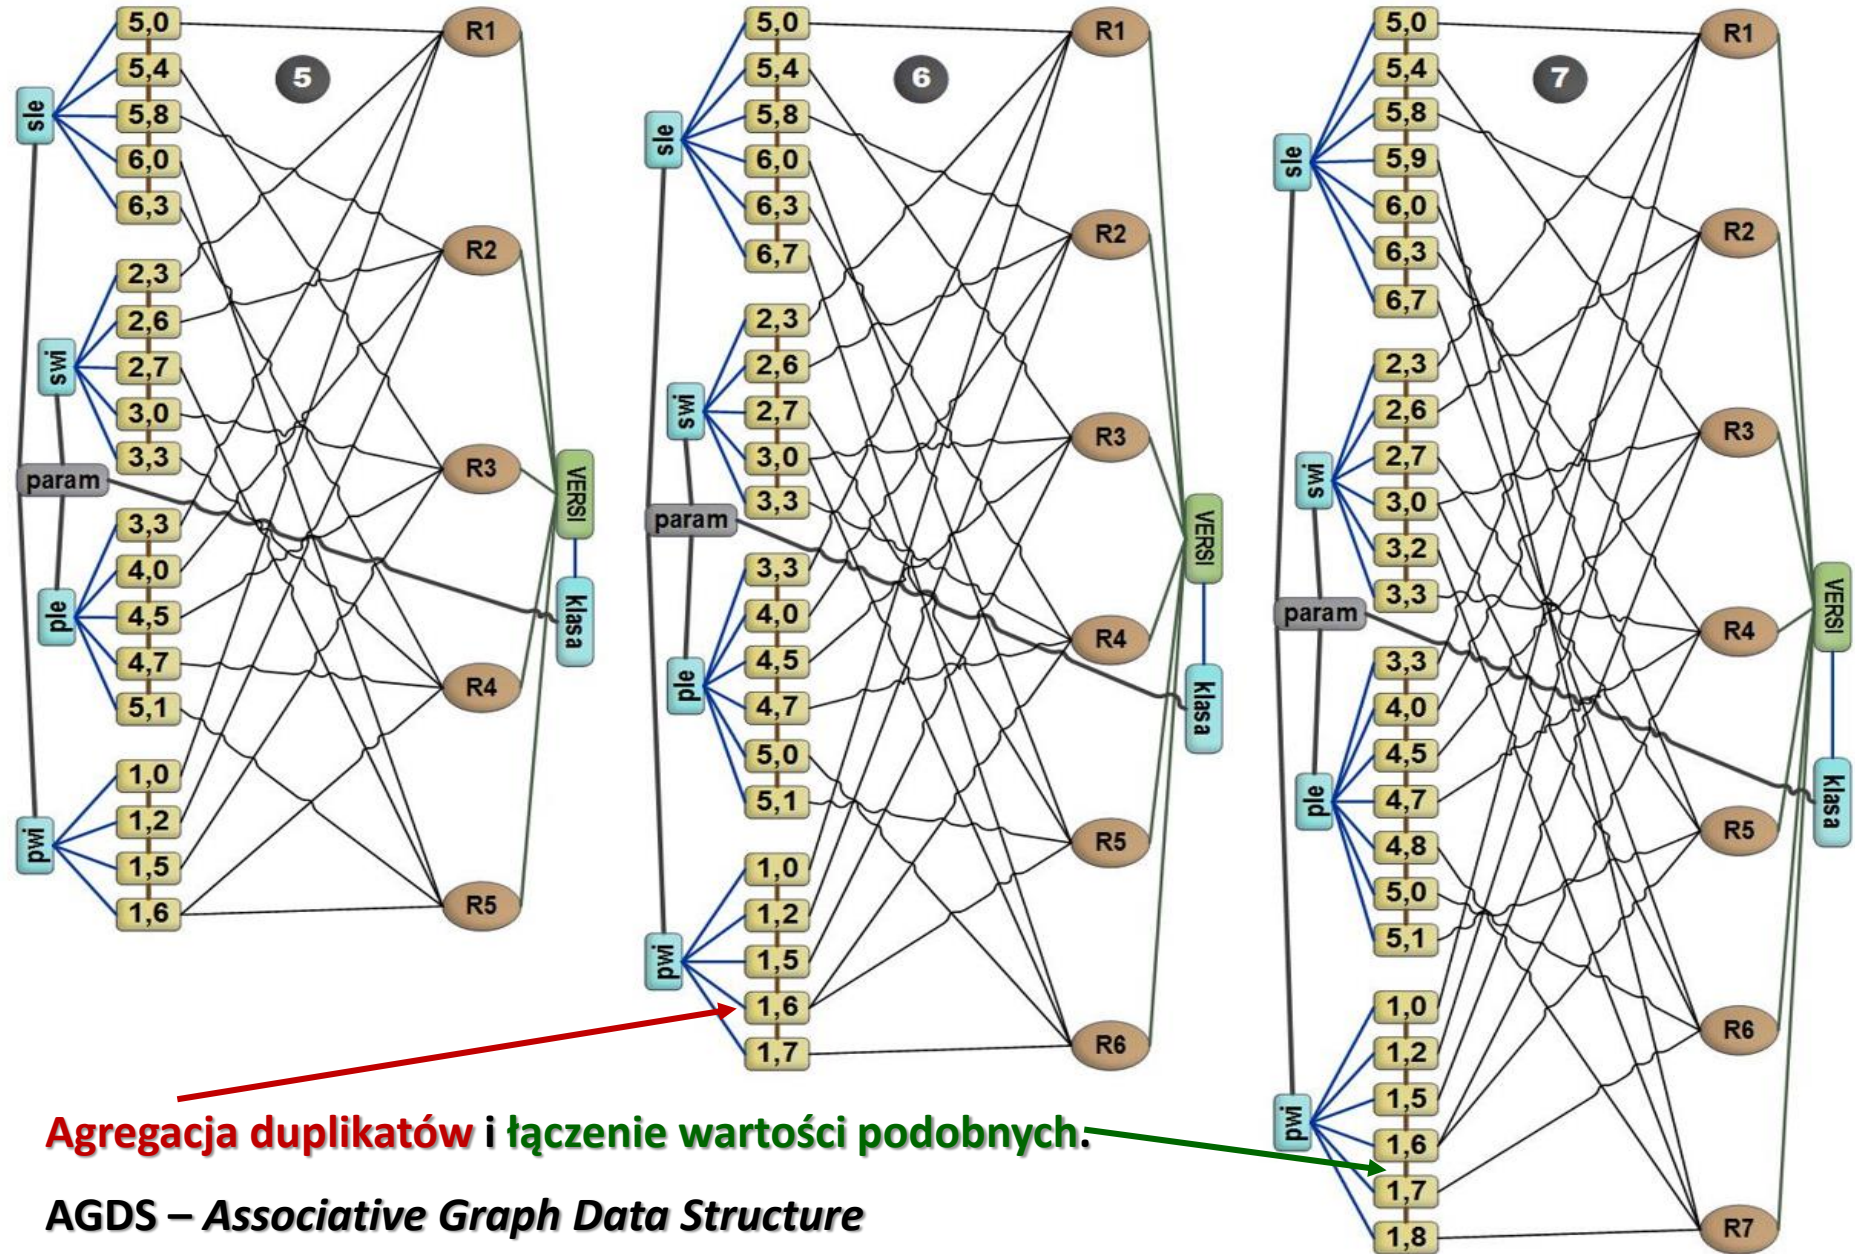 5
sle
5,0
5,4
5,8
6,0
6,3
swi
2,3
2,6
2,7
3,0
3,3
param
ple
3,3
4,0
4,5
4,7
5,1
pwi
1,0
1,2
1,5
1,6
R1
R2
R3
R4
R5
VERSI
klasa
6
sle
5,0
5,4
5,8
6,0
6,3
6,7
swi
2,3
2,6
2,7
3,0
3,3
param
ple
3,3
4,0
4,5
4,7
5,0
5,1
pwi
1,0
1,2
1,5
1,6
1,7
R1
R2
R3
R4
R5
R6
VERSI
klasa
7
sle
5,0
5,4
5,8
5,9
6,0
6,3
6,7
swi
2,3
2,6
2,7
3,0
3,2
3,3
param
ple
3,3
4,0
4,5
4,7
4,8
5,0
5,1
pwi
1,0
1,2
1,5
1,6
1,7
1,8
R1
R2
R3
R4
R5
R6
R7
VERSI
klasa
Agregacja duplikatów i łączenie wartości podobnych.
AGDS – Associative Graph Data Structure